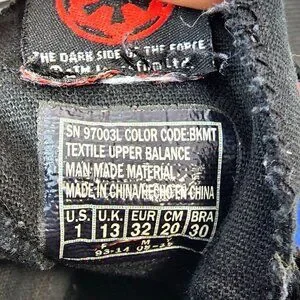 THE DARK SIDE OF THE FORCE
SN 97003L COLOR CODE:BKMT
TEXTILE UPPER BALANCE
MAN MADE MATERIAL
MADE IN CHINA/HECHO EN CHINA
U.S. U.K. EUR CM BRA
1 13 32 20 30